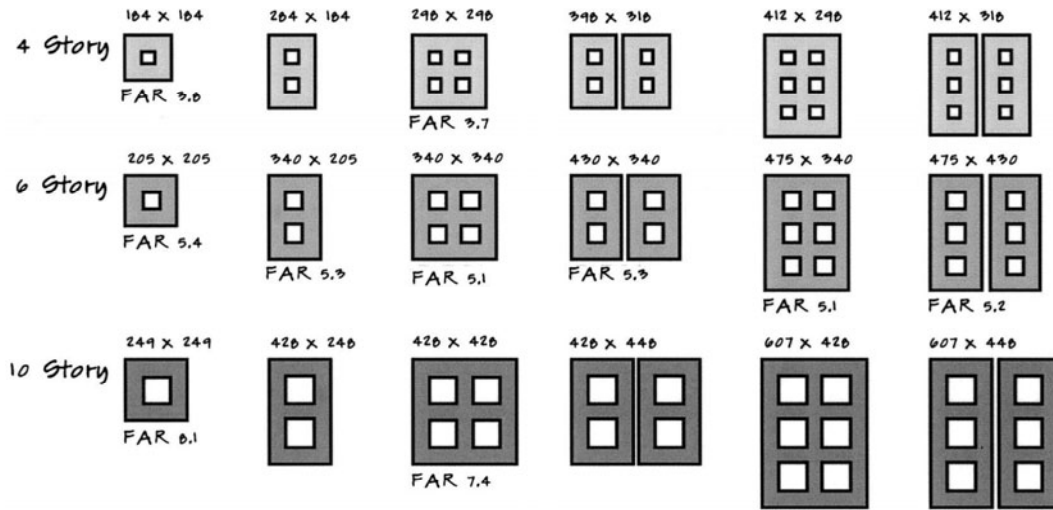 184 x 184 284 x 184 298 x 298 398 x 318 412 x 298 412 x 318
4 Story
FAR 3.8 FAR 3.7
205 x 205 340 x 205 340 x 340 430 x 340 475 x 340 475 x 430
6 Story
FAR 5.4 FAR 5.3 FAR 5.1 FAR 5.3 FAR 5.1 FAR 5.2
249 x 249 428 x 248 428 x 428 428 x 448 607 x 428 607 x 448
10 Story
FAR 8.1 FAR 7.4